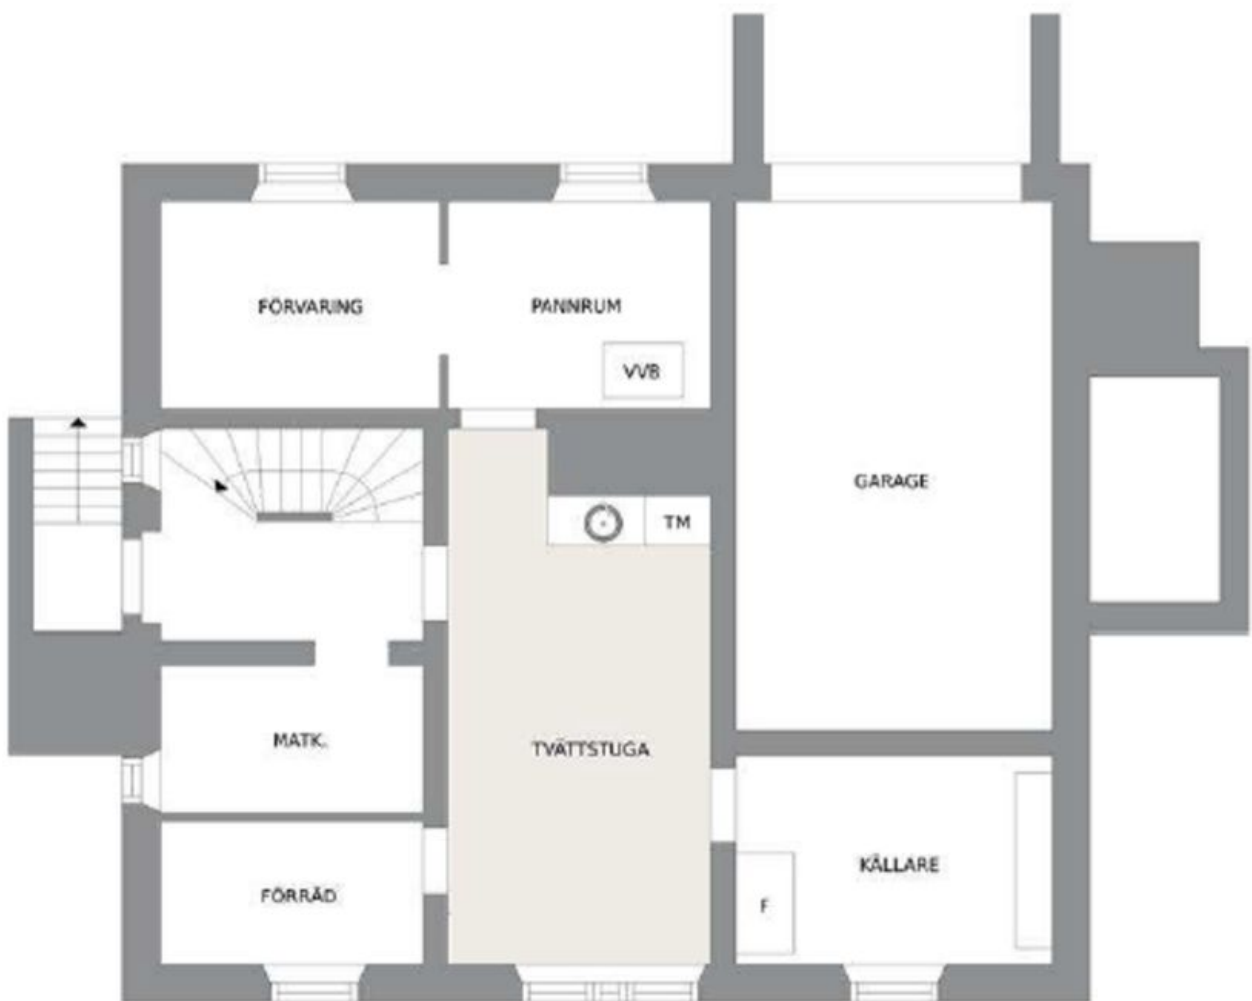 FÖRVARING
PANNRUM
VVB
GARAGE
TM
MATK.
TVÄTTSTUGA
FÖRRÅD
KÄLLARE
F